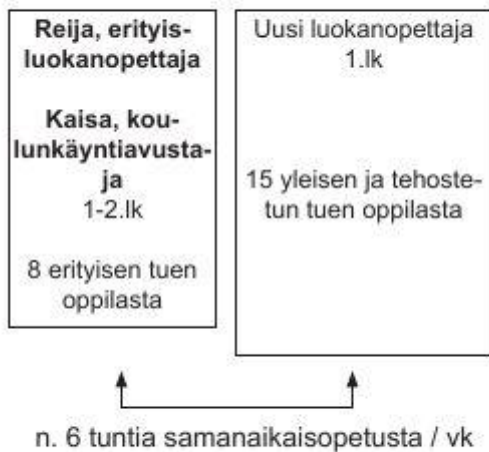 Reija, erityis-
luokanopettaja
Kaisa, kou-
lunkäyntiavusta-
ja
1-2.lk
8 erityisen tuen
oppilasta
Uusi luokanopettaja
1.lk
15 yleisen ja tehoste-
tun tuen oppilasta
n. 6 tuntia samanaikaisopetusta / vk